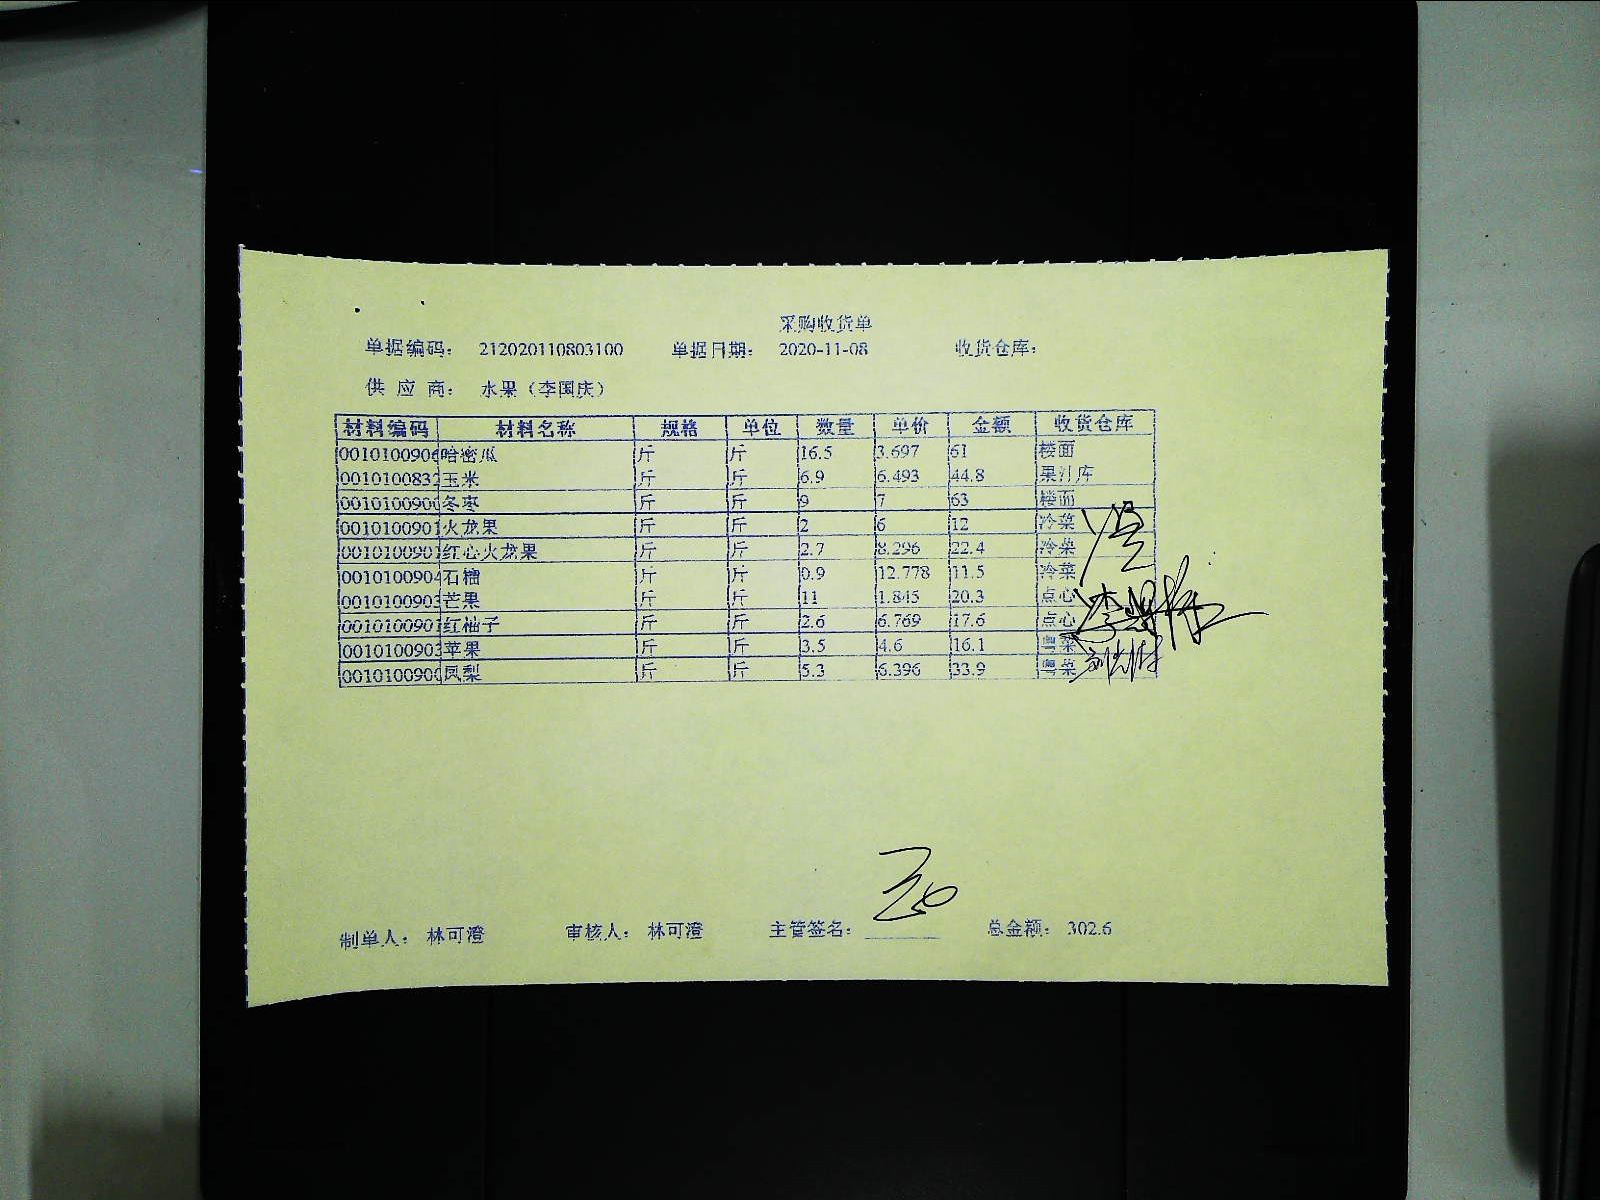 采购收货单
单据编码： 212020110803100 单据日期： 2020-11-08 收货仓库：
供 应 商： 水果（李国庆）
材料编码 材料名称 规格 单位 数量 单价 金额 收货仓库
0010100906 哈密瓜 斤 斤 16.5 3.697 61 楼面
001010083 玉米 斤 斤 6.9 6.493 44.8 果汁库
001010090 冬枣 斤 斤 9 7 63 楼面
001010090 火龙果 斤 斤 2 6 12 冷菜
001010090 红心火龙果 斤 斤 2.7 8.296 22.4 冷菜
001010090 石榴 斤 斤 0.9 12.778 11.5 冷菜
001010090 芒果 斤 斤 11 1.845 20.3 点心
001010090 红柚子 斤 斤 2.6 6.769 17.6 点心
001010090 苹果 斤 斤 3.5 4.6 16.1 粤菜
001010090 凤梨 斤 斤 5.3 6.396 33.9 粤菜
制单人： 林可澄 审核人： 林可澄 主管签名： 总金额： 302.6